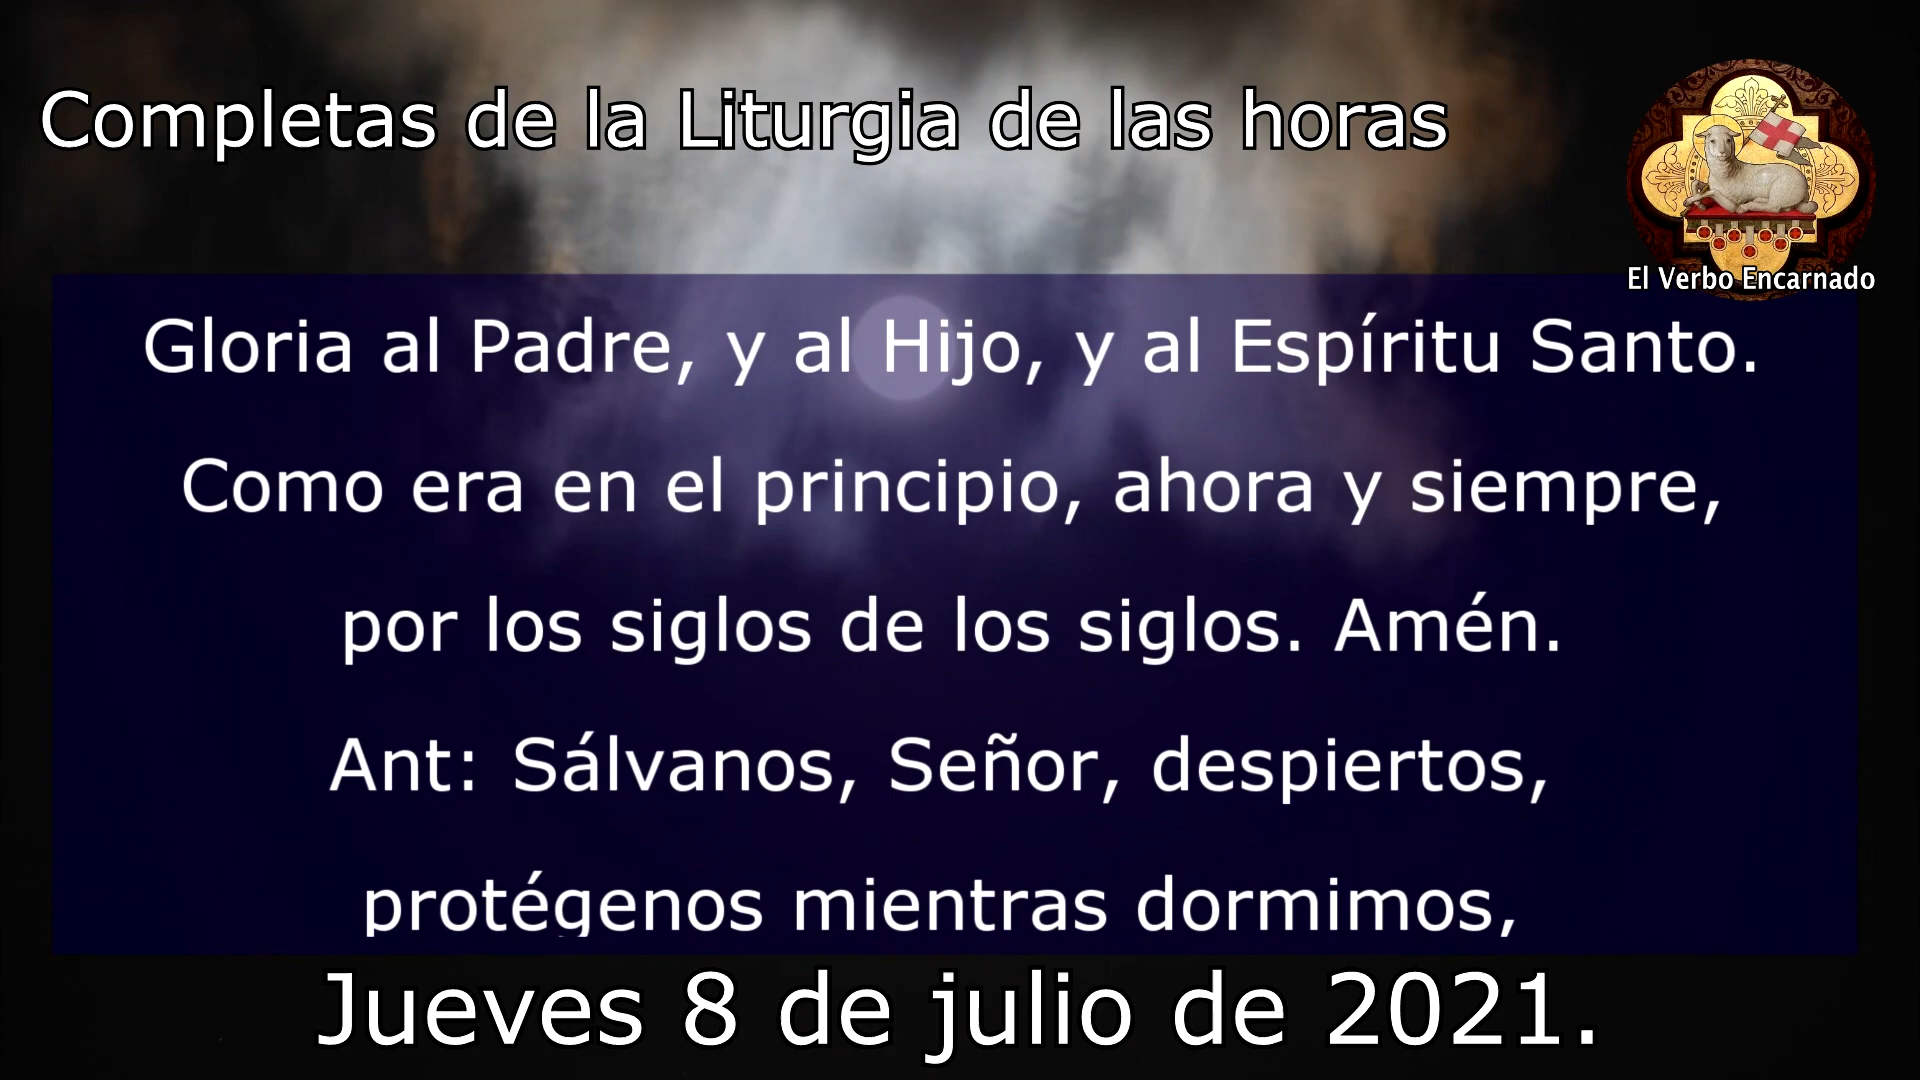 Completas de la Liturgia de las horas
El Verbo Encarnado
Gloria al Padre, y al Hijo, y al Espíritu Santo.
Como era en el principio, ahora y siempre,
por los siglos de los siglos. Amén.
Ant: Sálvanos, Señor, despiertos,
protégenos mientras dormimos,
Jueves 8 de julio de 2021.